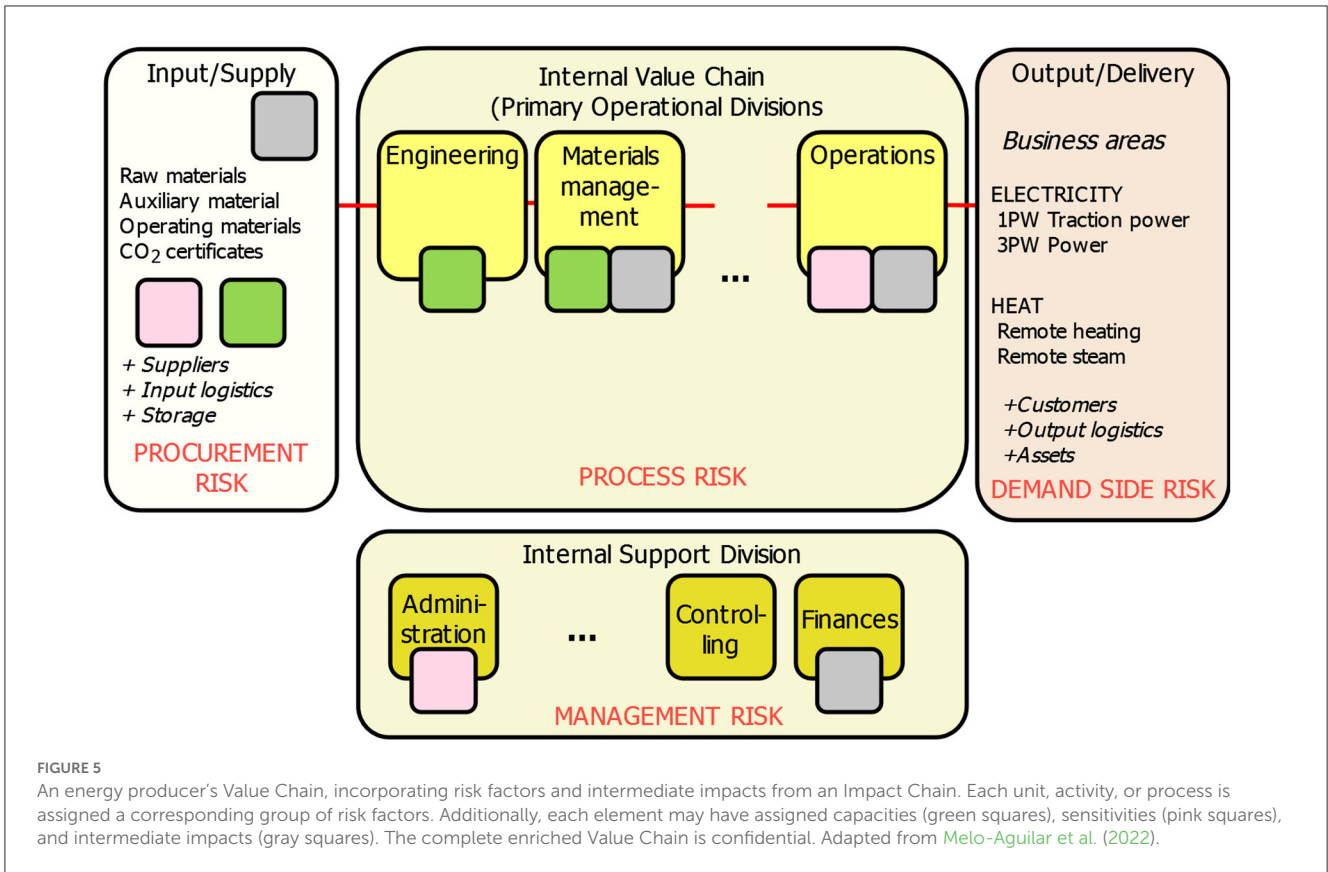 Input/Supply
Raw materials
Auxiliary material
Operating materials
CO2 certificates
+ Suppliers
+ Input logistics
+ Storage
PROCUREMENT
RISK
Internal Value Chain
(Primary Operational Divisions
Engineering
Materials
manage-
ment
...
Operations
PROCESS RISK
Output/Delivery
Business areas
ELECTRICITY
1PW Traction power
3PW Power
HEAT
Remote heating
Remote steam
+Customers
+Output logistics
+Assets
DEMAND SIDE RISK
Internal Support Division
Admini-
stration
...
Control-
ling
Finances
MANAGEMENT RISK
FIGURE 5
An energy producer's Value Chain, incorporating risk factors and intermediate impacts from an Impact Chain. Each unit, activity, or process is
assigned a corresponding group of risk factors. Additionally, each element may have assigned capacities (green squares), sensitivities (pink squares),
and intermediate impacts (gray squares). The complete enriched Value Chain is confidential. Adapted from Melo-Aguilar et al. (2022).